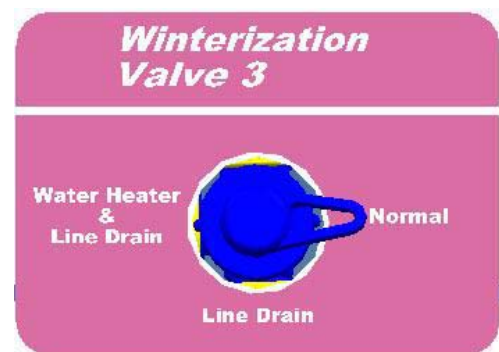 Winterization
Valve 3
Water Heater
&
Line Drain
Normal
Line Drain